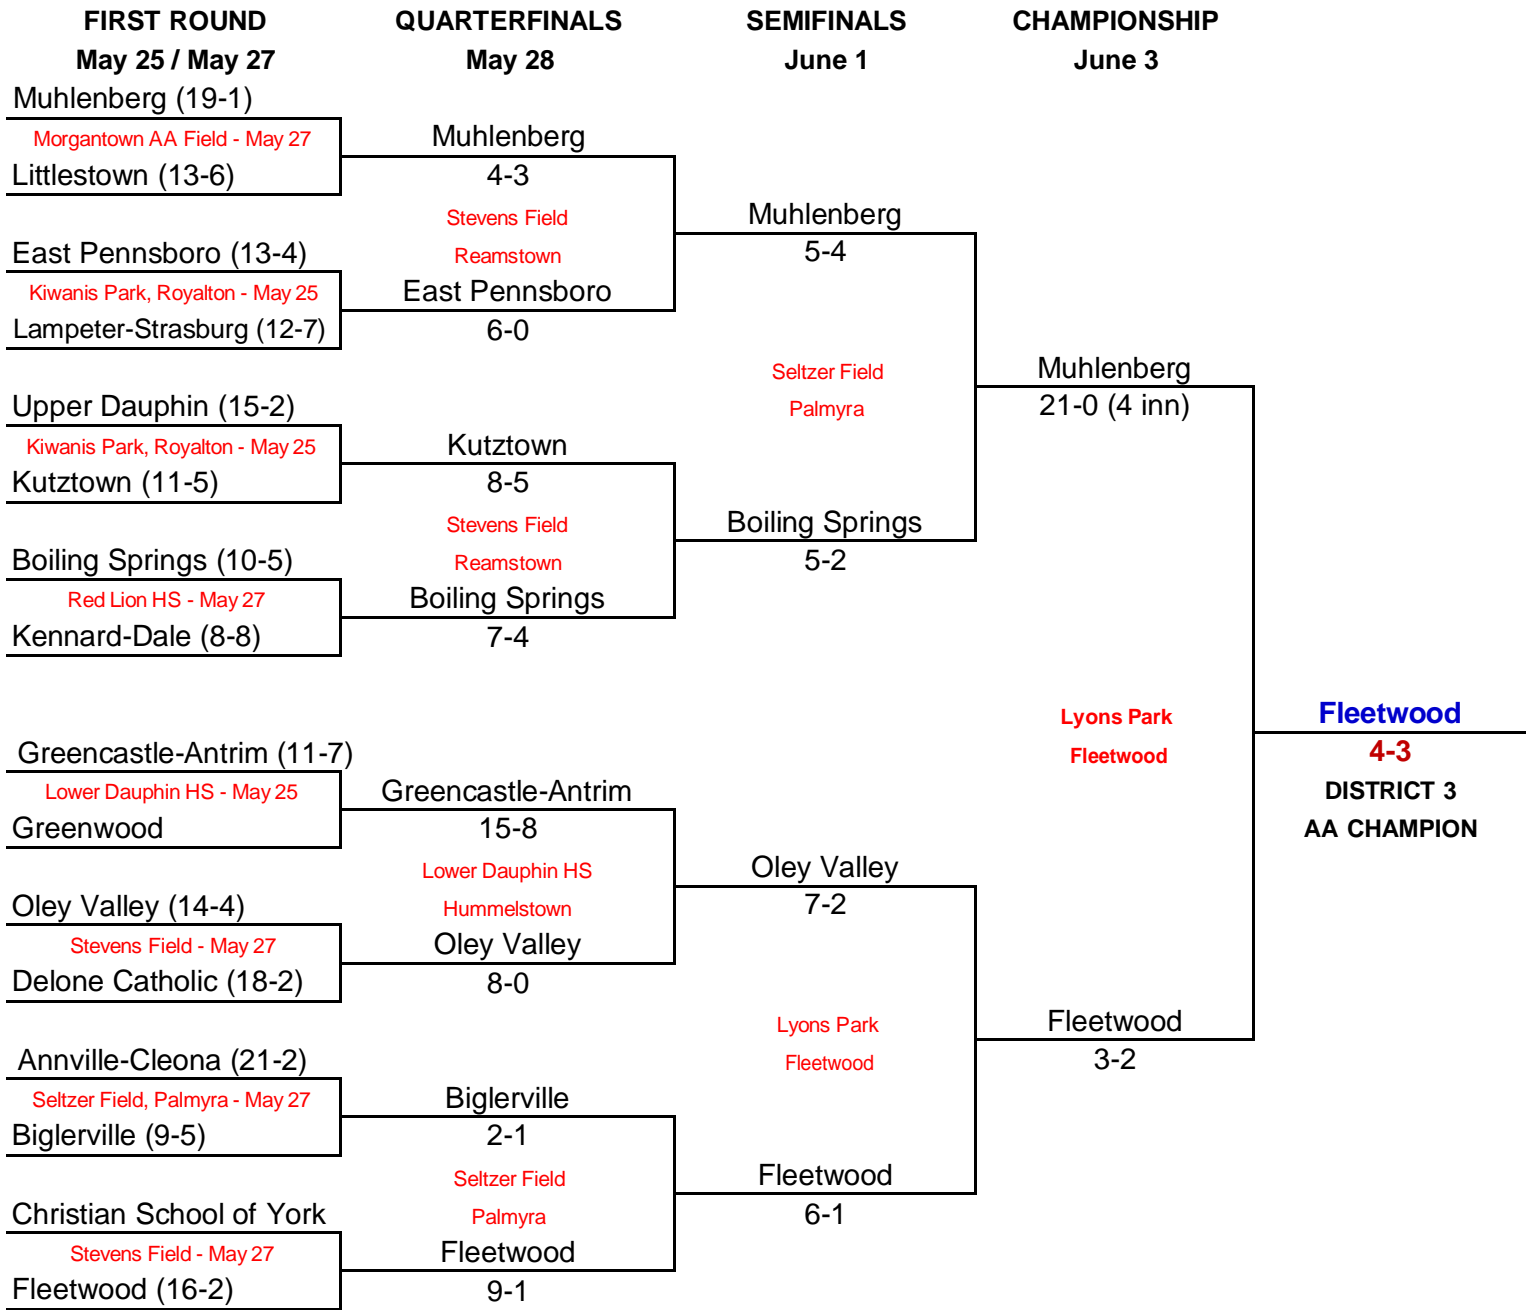 FIRST ROUND
May 25 / May 27
Muhlenberg (19-1)
Morgantown AA Field - May 27
Littlestown (13-6)
East Pennsboro (13-4)
Kiwanis Park, Royalton - May 25
Lampeter-Strasburg (12-7)
Upper Dauphin (15-2)
Kiwanis Park, Royalton - May 25
Kutztown (11-5)
Boiling Springs (10-5)
Red Lion HS - May 27
Kennard-Dale (8-8)
Greencastle-Antrim (11-7)
Lower Dauphin HS - May 25
Greenwood
Oley Valley (14-4)
Stevens Field - May 27
Delone Catholic (18-2)
Annville-Cleona (21-2)
Seltzer Field, Palmyra - May 27
Biglerville (9-5)
Christian School of York
Stevens Field - May 27
Fleetwood (16-2)
QUARTERFINALS
May 28
Muhlenberg
4-3
Stevens Field
Reamstown
East Pennsboro
6-0
Kutztown
8-5
Stevens Field
Reamstown
Boiling Springs
7-4
Greencastle-Antrim
15-8
Lower Dauphin HS
Hummelstown
Oley Valley
8-0
Biglerville
2-1
Seltzer Field
Palmyra
Fleetwood
9-1
SEMIFINALS
June 1
Muhlenberg
5-4
Seltzer Field
Palmyra
Boiling Springs
5-2
Oley Valley
7-2
Lyons Park
Fleetwood
Fleetwood
6-1
CHAMPIONSHIP
June 3
Muhlenberg
21-0 (4 inn)
Lyons Park
Fleetwood
Fleetwood
3-2
Fleetwood
4-3
DISTRICT 3
AA CHAMPION